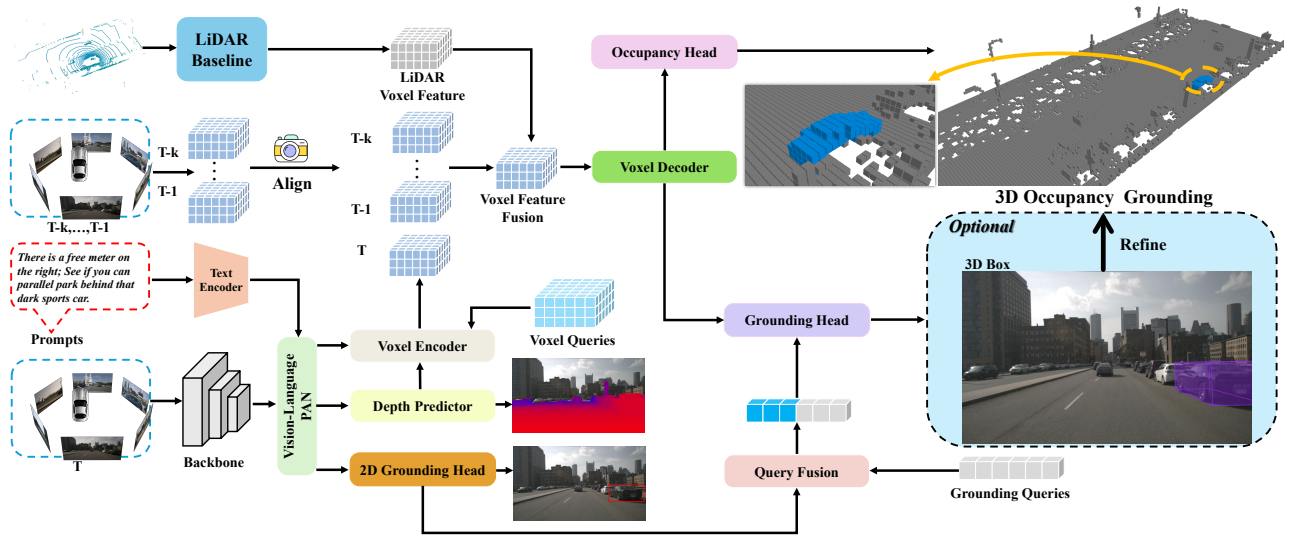 LiDAR
Baseline
LiDAR
Voxel Feature
Occupancy Head
T-k
T-1
T-k,...,T-1
Align
T-k
T-1
T
Voxel Feature
Fusion
Voxel Decoder
3D Occupancy Grounding
There is a free meter on
the right; See if you can
parallel park behind that
dark sports car.
Prompts
Text
Encoder
Optional
Refine
3D Box
Voxel Queries
Voxel Encoder
Grounding Head
Vision-Language
PAN
Depth Predictor
T
Backbone
2D Grounding Head
Query Fusion
Grounding Queries